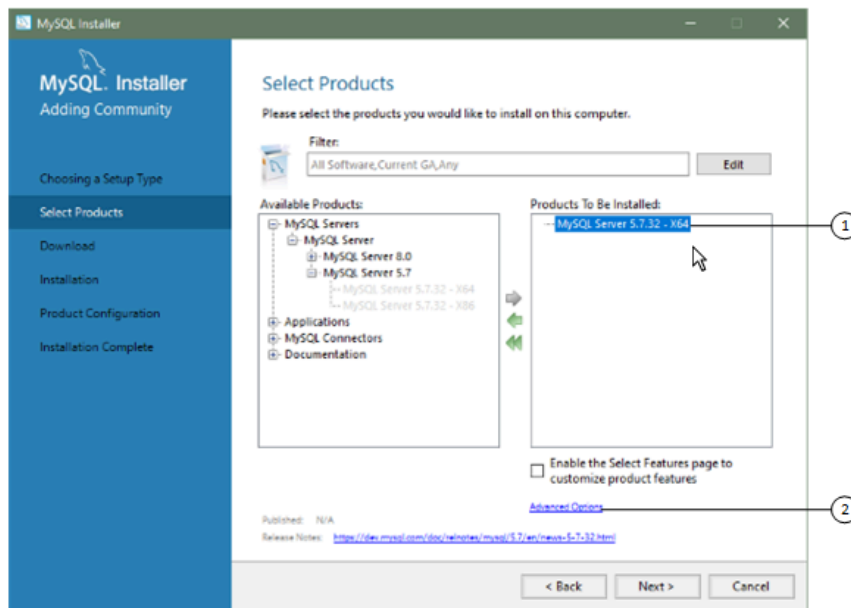 MySQL Installer
MySQL. Installer
Adding Community
Choosing a Setup Type
Select Products
Download
Installation
Product Configuration
Installation Complete
Select Products
Please select the products you would like to install on this computer.
Filter:
All Software,Current GA,Any
Edit
Available Products:
MySQL Servers
MySQL Server
MySQL Server 8.0
MySQL Server 5.7
MySQL Server 5.7.32 - X64
MySQL Server 5.7.32 - X86
Applications
MySQL Connectors
Documentation
Products To Be Installed:
MySQL Server 5.7.32 - X64
1
Enable the Select Features page to
customize product features
Advanced Options
2
Published: N/A
Release Notes: https://dev.mysql.com/doc/relnotes/mysql/5.7/en/news-5-7-32.html
< Back
Next >
Cancel